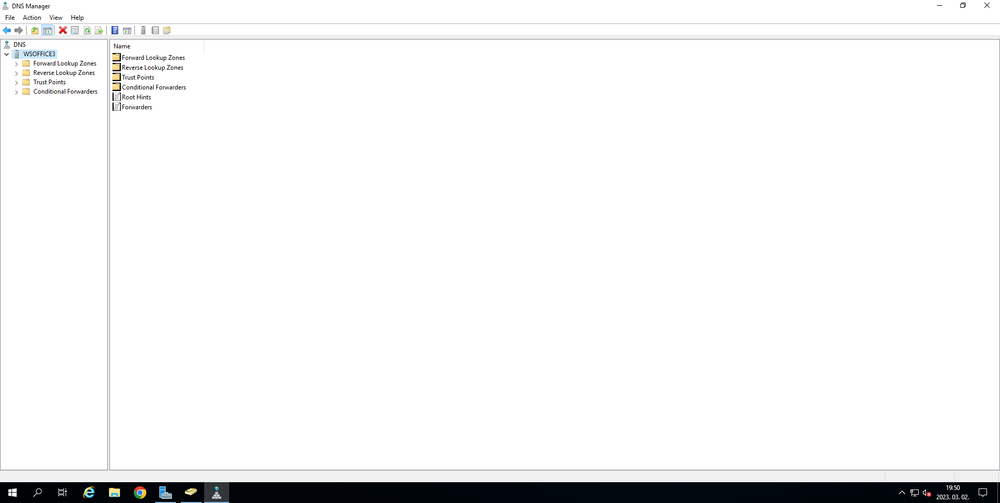 DNS Manager
File Action View Help
DNS
WSOFFICE3
Forward Lookup Zones
Reverse Lookup Zones
Trust Points
Conditional Forwarders
Name
Forward Lookup Zones
Reverse Lookup Zones
Trust Points
Conditional Forwarders
Root Hints
Forwarders
19:50
2023. 03. 02.